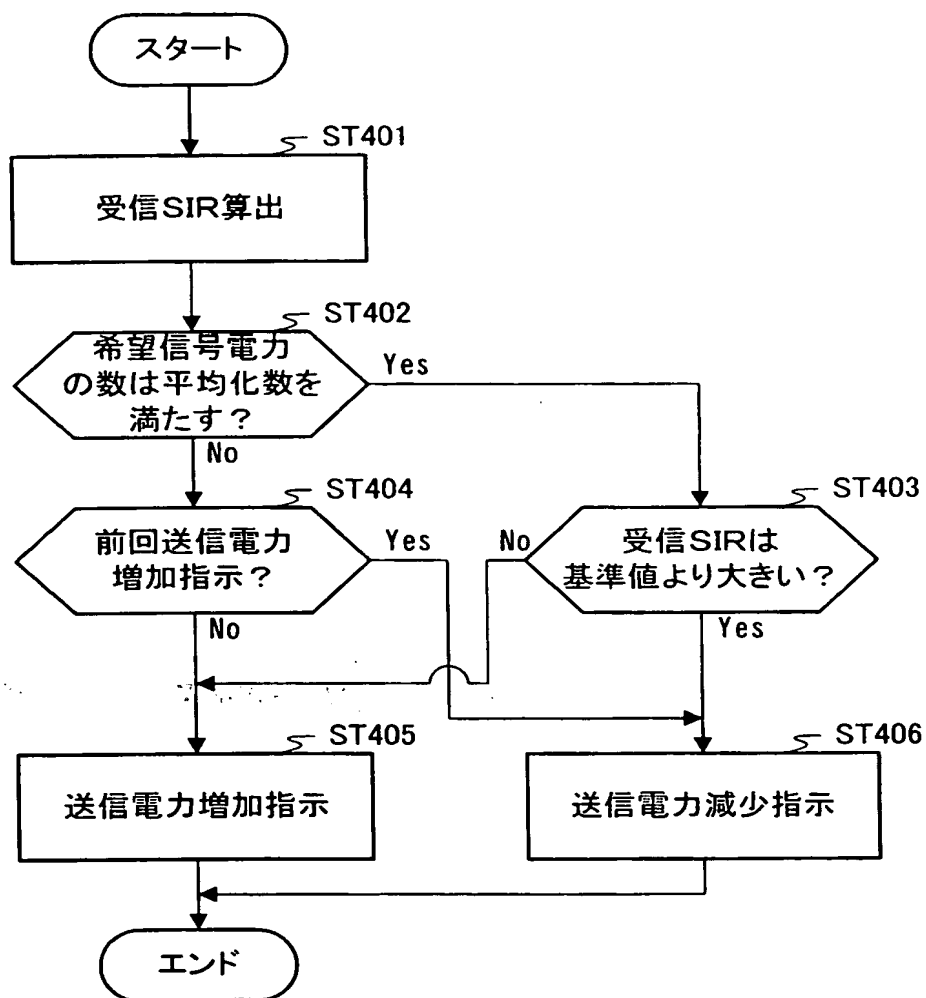 スタート
ST401
受信SIR算出
ST402
希望信号電力
の数は平均化数を
満たす？
Yes
No
ST404
前回送信電力
増加指示？
Yes
No
ST403
受信SIRは
基準値より大きい？
No
Yes
ST405
送信電力増加指示
ST406
送信電力減少指示
エンド